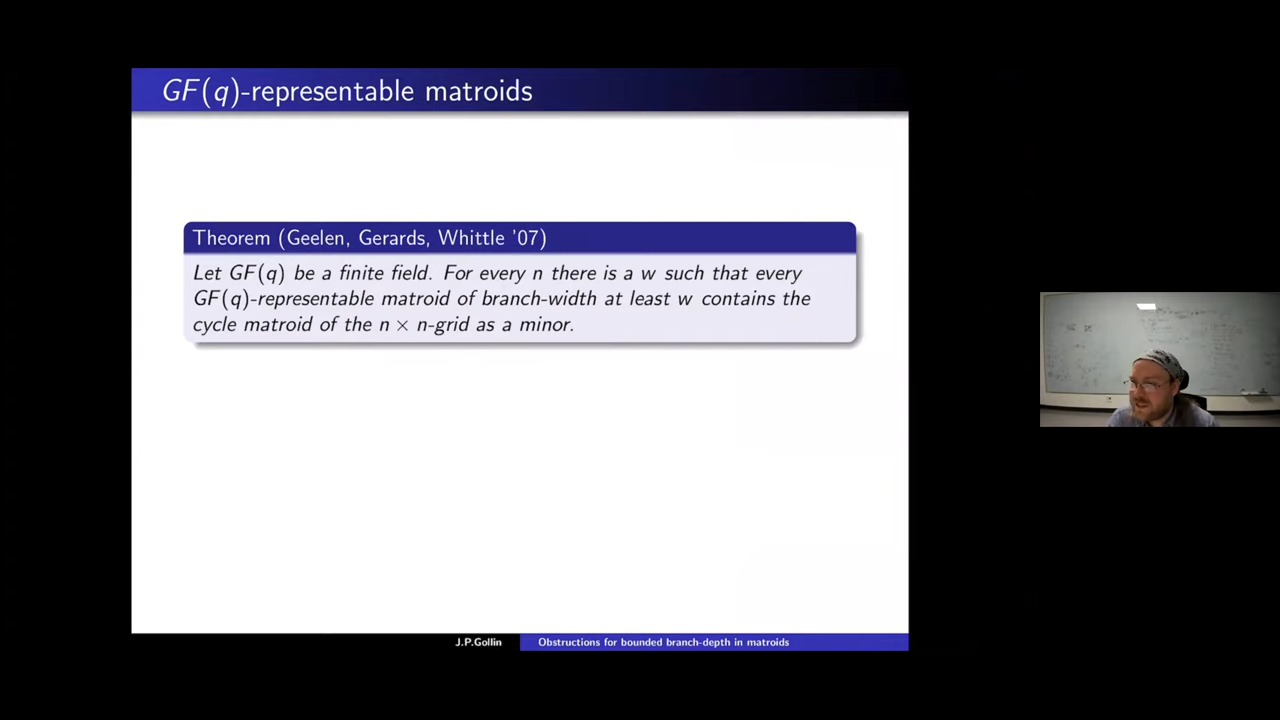 GF(q)-representable matroids
Theorem (Geelen, Gerards, Whittle '07)
Let GF(q) be a finite field. For every n there is a w such that every
GF(q)-representable matroid of branch-width at least w contains the
cycle matroid of the n × n-grid as a minor.
J.P.Gollin
Obstructions for bounded branch-depth in matroids